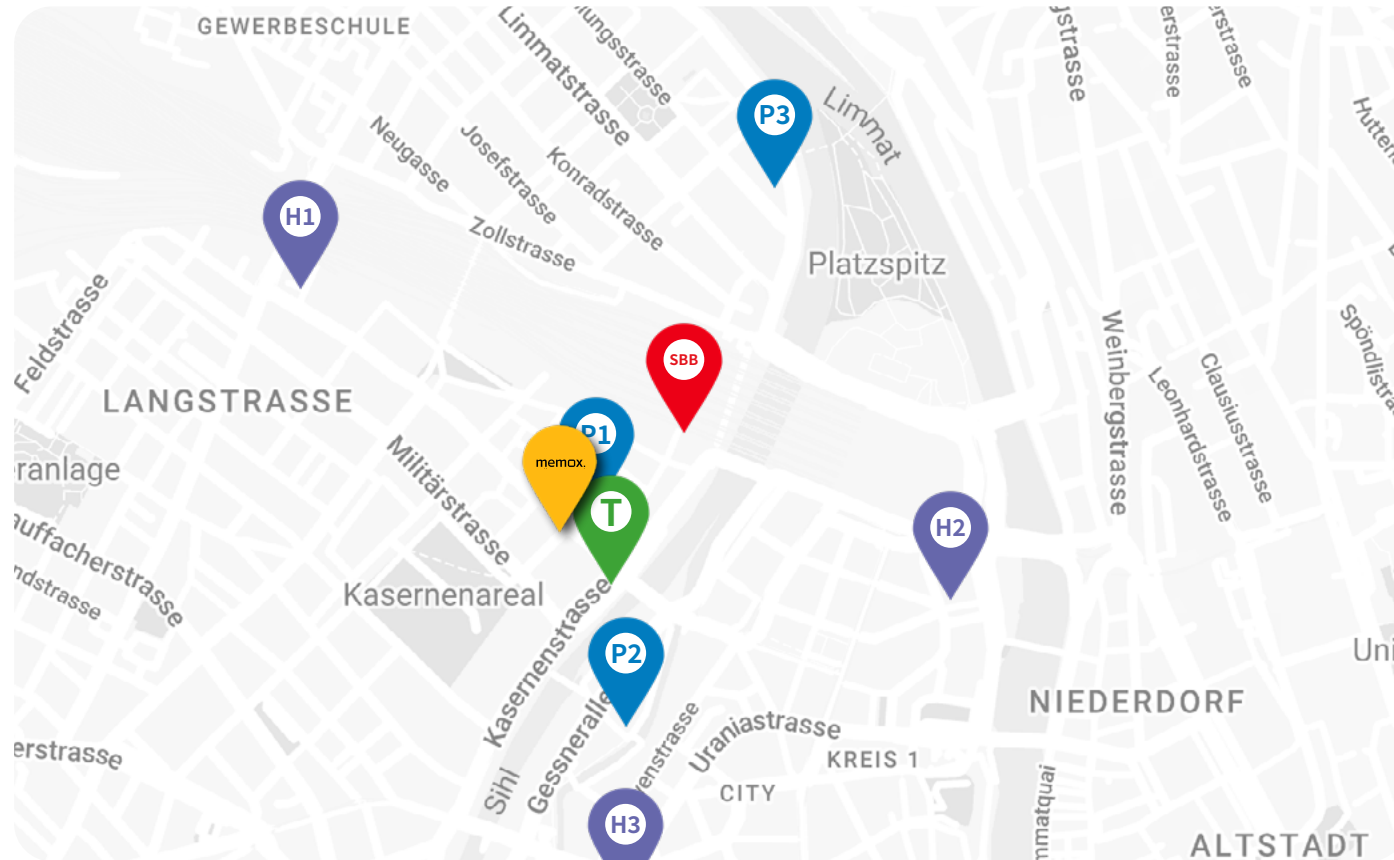 GEWERBESCHULE
Limmatstrasse
Limmat
Neugasse
Josefstrasse
Konradstrasse
Zollstrasse
P3
H1
Platzspitz
Feldstrasse
SBB
Weinbergstrasse
Leonhardstrasse
Clausiusstrasse
LANGSTRASSE
P1
memox.
Militärstrasse
T
H2
Kasernenareal
Kasernenstrasse
P2
NIEDERDORF
Gessnerallee
Uraniastrasse
KREIS 1
Sihl
CITY
H3
ALTSTADT